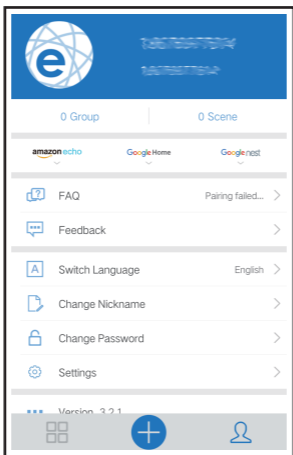 e
0 Group 0 Scene
amazon echo Google Home Google nest
FAQ Pairing failed...
Feedback
A Switch Language English
Change Nickname
Change Password
Settings
Version 3.2.1